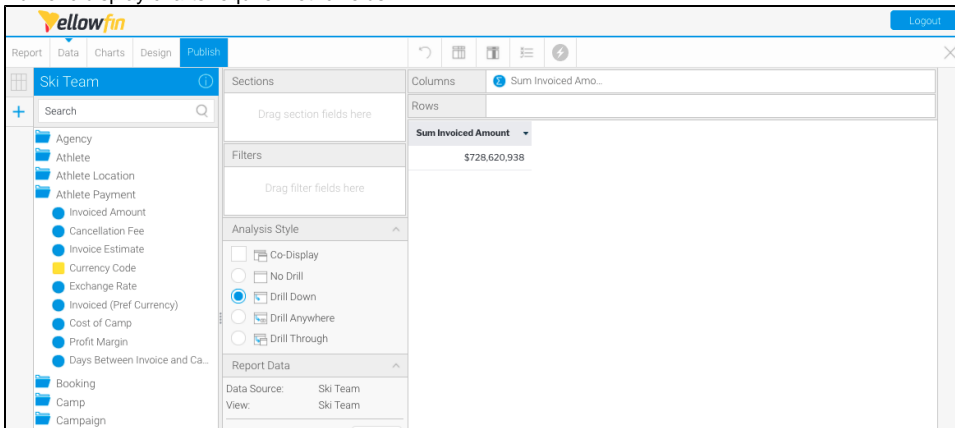 Yellowfin
Logout
Report Data Charts Design Publish
Ski Team
Search
Agency
Athlete
Athlete Location
Athlete Payment
Invoiced Amount
Cancellation Fee
Invoice Estimate
Currency Code
Exchange Rate
Invoiced (Pref Currency)
Cost of Camp
Profit Margin
Days Between Invoice and Ca...
Booking
Camp
Campaign
Sections
Drag section fields here
Filters
Drag filter fields here
Analysis Style
Co-Display
No Drill
Drill Down
Drill Anywhere
Drill Through
Report Data
Data Source: Ski Team
View: Ski Team
Columns Σ Sum Invoiced Amo...
Rows
Sum Invoiced Amount
$728,620,938